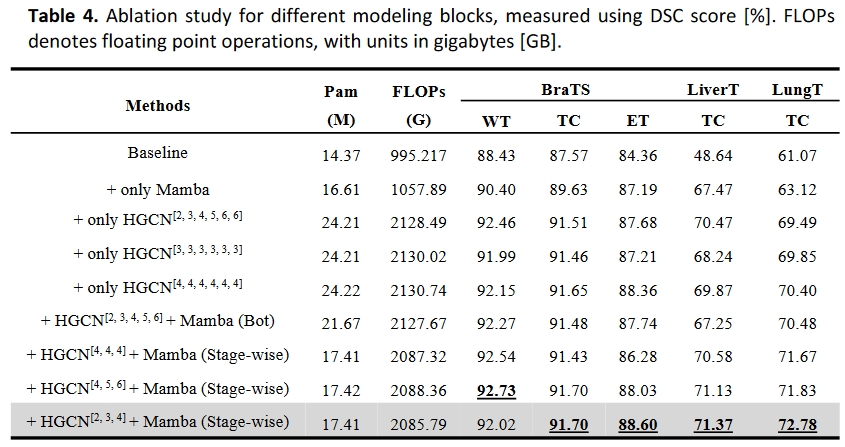 Table 4. Ablation study for different modeling blocks, measured using DSC score [%]. FLOPs
denotes floating point operations, with units in gigabytes [GB].
Methods Pam (M) FLOPs (G) BraTS LiverT LungT
WT TC ET TC TC
Baseline 14.37 995.217 88.43 87.57 84.36 48.64 61.07
+ only Mamba 16.61 1057.89 90.40 89.63 87.19 67.47 63.12
+ only HGCN[2, 3, 4, 5, 6, 6] 24.21 2128.49 92.46 91.51 87.68 70.47 69.49
+ only HGCN[3, 3, 3, 3, 3, 3] 24.21 2130.02 91.99 91.46 87.21 68.24 69.85
+ only HGCN[4, 4, 4, 4, 4, 4] 24.22 2130.74 92.15 91.65 88.36 69.87 70.40
+ HGCN[2, 3, 4, 5, 6] + Mamba (Bot) 21.67 2127.67 92.27 91.48 87.74 67.25 70.48
+ HGCN[4, 4, 4] + Mamba (Stage-wise) 17.41 2087.32 92.54 91.43 86.28 70.58 71.67
+ HGCN[4, 5, 6] + Mamba (Stage-wise) 17.42 2088.36 92.73 91.70 88.03 71.13 71.83
+ HGCN[2, 3, 4] + Mamba (Stage-wise) 17.41 2085.79 92.02 91.70 88.60 71.37 72.78